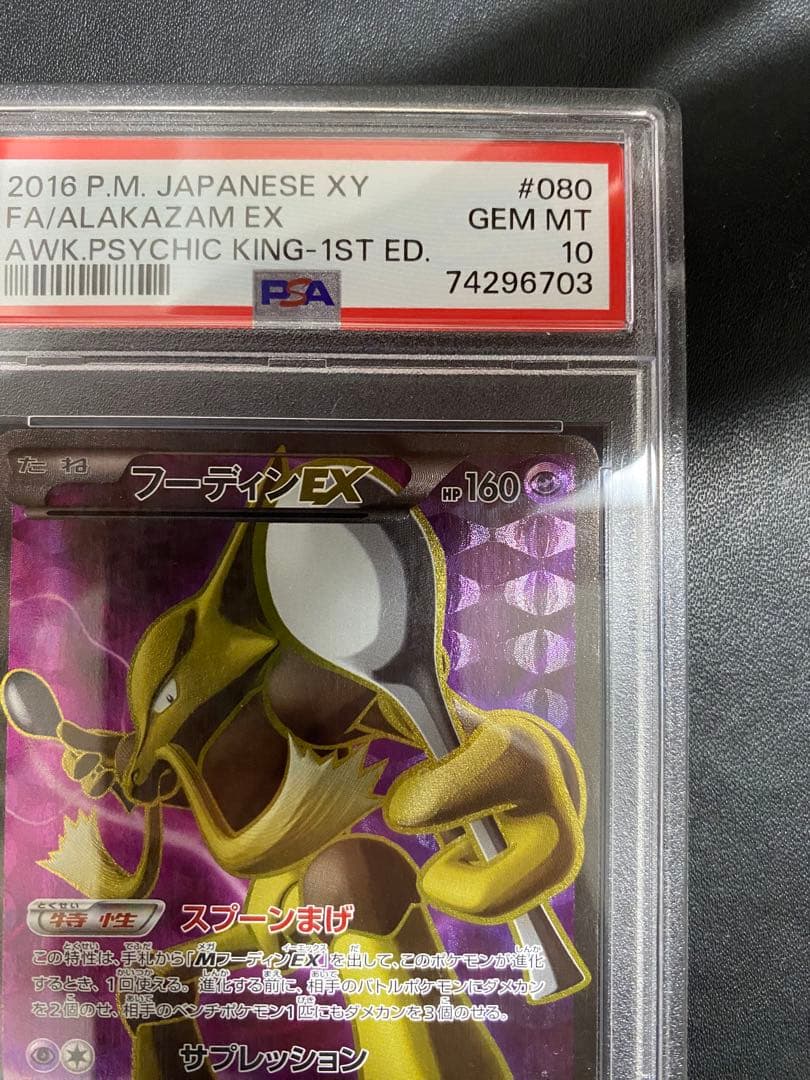 2016 P.M. JAPANESE XY #080
FA/ALAKAZAM EX GEM MT
AWK.PSYCHIC KING-1ST ED. 10
74296703
PSA
たね フーディンEX HP160
とくせい
特性 スプーンまげ
この特性は、手札から「MフーディンEX」を出して、このポケモンが進化
するとき、1回使える。進化する前に、相手のバトルポケモンにダメカン
を2個のせ、相手のベンチポケモン1匹にもダメカンを3個のせる。
サプレッション